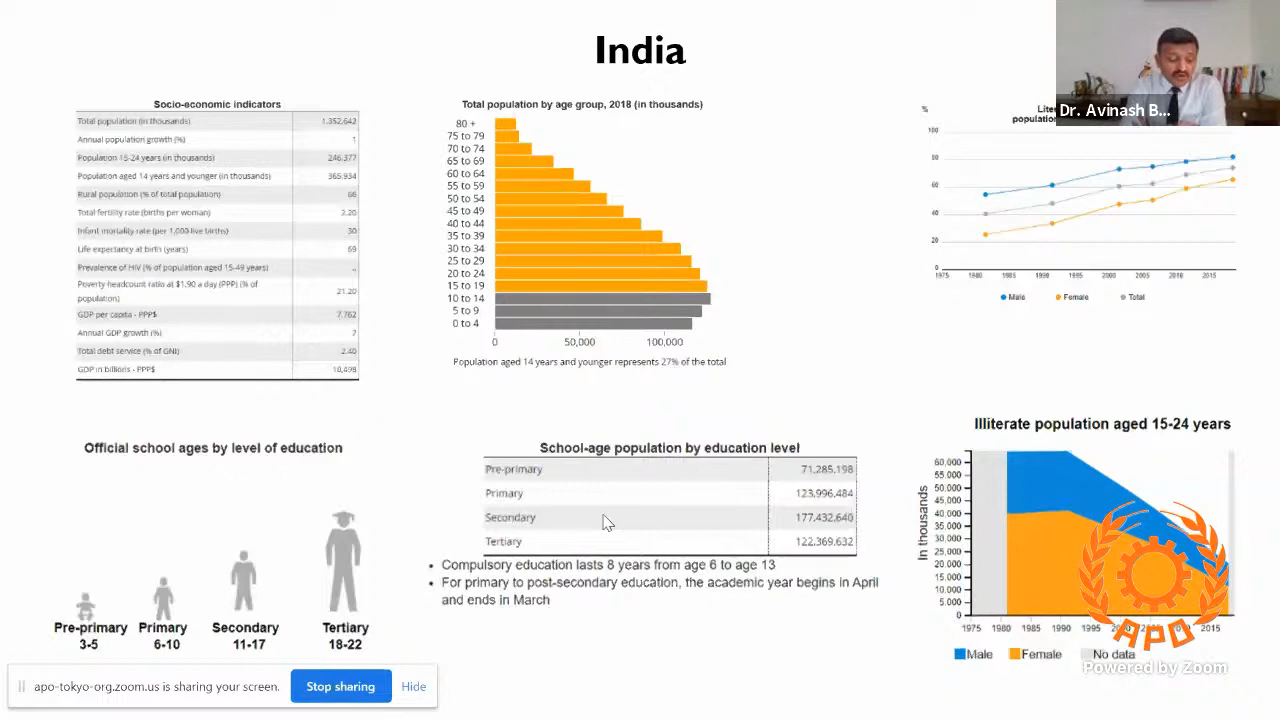 India
Dr. Avinash B...
Socio-economic indicators
Total population (in thousands) 1,352,642
Annual population growth (%) 1
Population 15-24 years (in thousands) 246,377
Population aged 14 years and younger (in thousands) 365,934
Rural population (% of total population) 66
Total fertility rate (births per woman) 2.20
Infant mortality rate (per 1,000 live births) 30
Life expectancy at birth (years) 69
Prevalence of HIV (% of population aged 15-49 years) ..
Poverty headcount ratio at $1.90 a day (PPP) (% of
population) 21.20
GDP per capita - PPP$ 7,762
Annual GDP growth (%) 7
Total debt service (% of GNI) 2.40
GDP in billions - PPP$ 10,498
Total population by age group, 2018 (in thousands)
80 +
75 to 79
70 to 74
65 to 69
60 to 64
55 to 59
50 to 54
45 to 49
40 to 44
35 to 39
30 to 34
25 to 29
20 to 24
15 to 19
10 to 14
5 to 9
0 to 4
0 50,000 100,000
Population aged 14 years and younger represents 27% of the total
%
Liter
populatio
100
80
60
40
20
0
1975 1980 1985 1990 1995 2000 2005 2010 2015
Male Female Total
Official school ages by level of education
Pre-primary Primary Secondary Tertiary
3-5 6-10 11-17 18-22
School-age population by education level
Pre-primary 71,285,198
Primary 123,996,484
Secondary 177,432,640
Tertiary 122,369,632
• Compulsory education lasts 8 years from age 6 to age 13
• For primary to post-secondary education, the academic year begins in April
and ends in March
Illiterate population aged 15-24 years
In thousands
60,000
55,000
50,000
45,000
40,000
35,000
30,000
25,000
20,000
15,000
10,000
5,000
0
1975 1980 1985 1990 1995 2000 2005 2010 2015
Male Female No data
APO
Powered by Zoom
apo-tokyo-org.zoom.us is sharing your screen. Stop sharing Hide